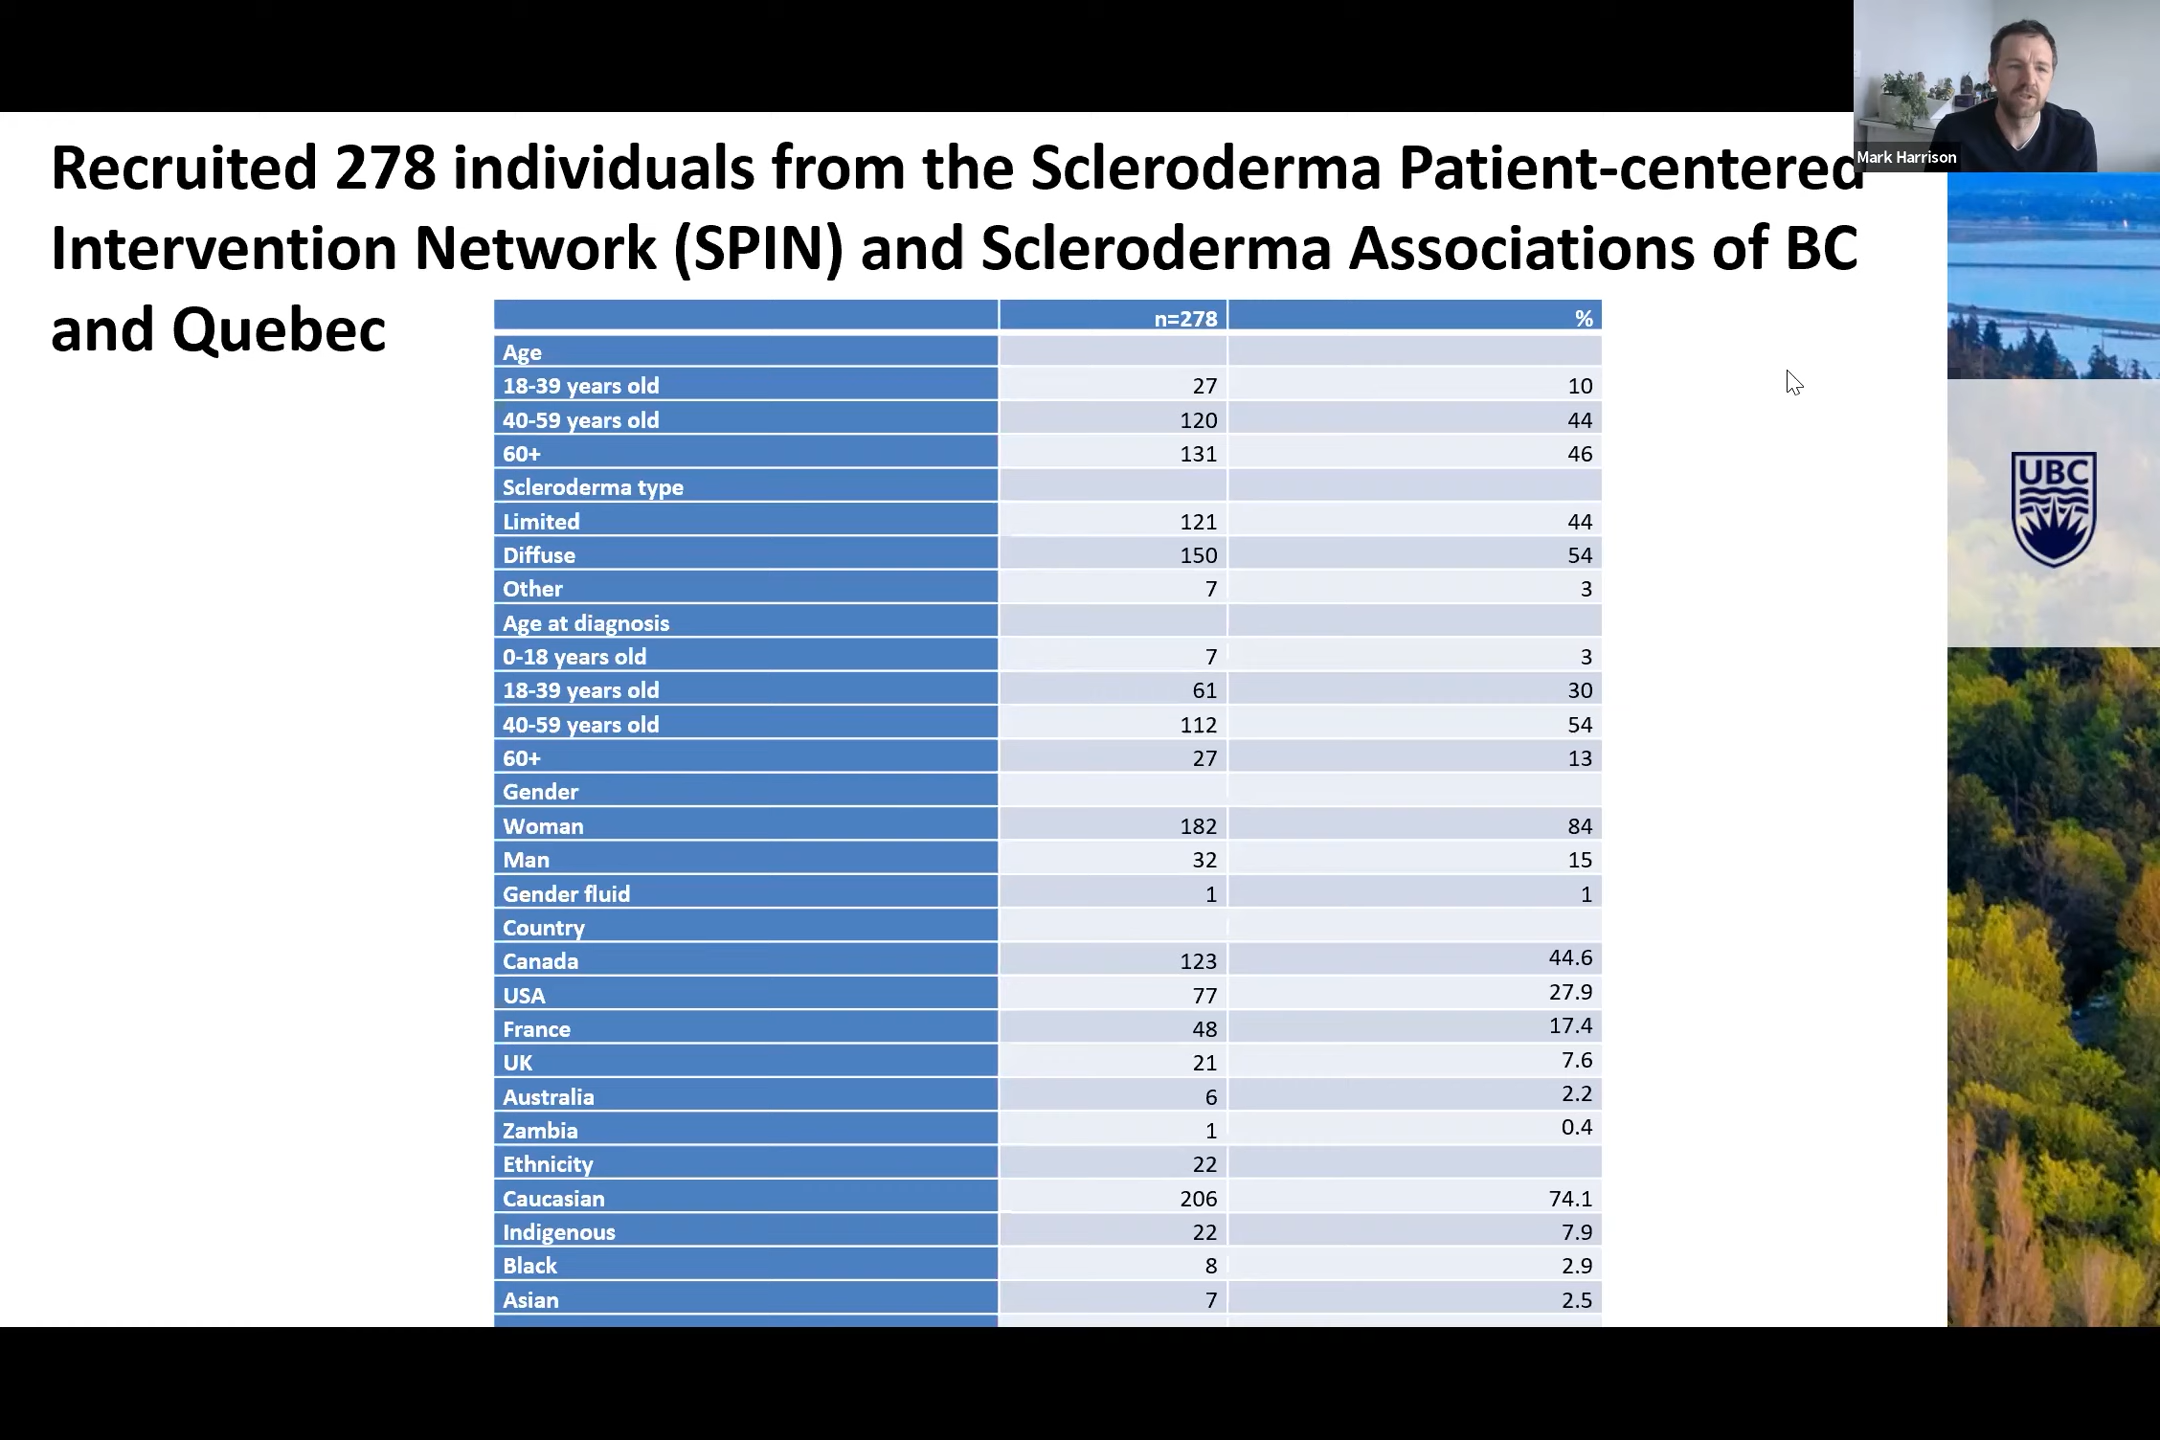 Mark Harrison
Recruited 278 individuals from the Scleroderma Patient-centered
Intervention Network (SPIN) and Scleroderma Associations of BC
and Quebec
n=278 %
Age
18-39 years old 27 10
40-59 years old 120 44
60+ 131 46
Scleroderma type
Limited 121 44
Diffuse 150 54
Other 7 3
Age at diagnosis
0-18 years old 7 3
18-39 years old 61 30
40-59 years old 112 54
60+ 27 13
Gender
Woman 182 84
Man 32 15
Gender fluid 1 1
Country
Canada 123 44.6
USA 77 27.9
France 48 17.4
UK 21 7.6
Australia 6 2.2
Zambia 1 0.4
Ethnicity 22
Caucasian 206 74.1
Indigenous 22 7.9
Black 8 2.9
Asian 7 2.5
UBC